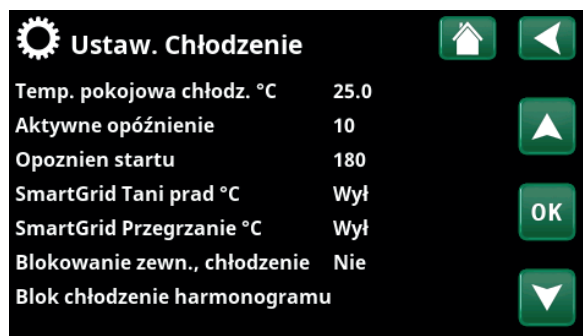 Ustaw. Chłodzenie
Temp. pokojowa chłodz. °C 25.0
Aktywne opóźnienie 10
Opoznien startu 180
SmartGrid Tani prad °C Wył
SmartGrid Przegrzanie °C Wył
OK
Blokowanie zewn., chłodzenie Nie
Blok chłodzenie harmonogramu